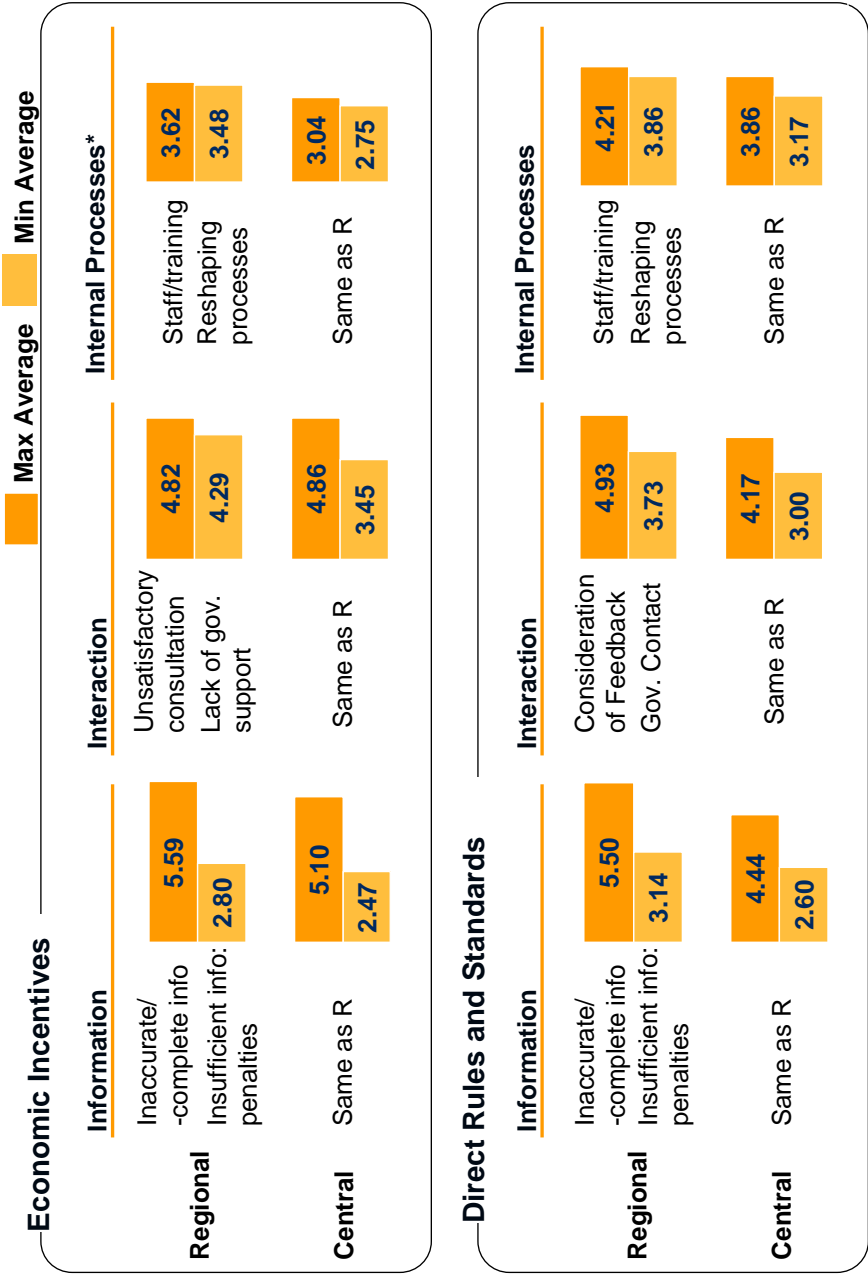 Max Average
Min Average
Economic Incentives
Information
Interaction
Internal Processes*
Regional
Inaccurate/
-complete info
Insufficient info:
penalties
5.59
2.80
Unsatisfactory
consultation
Lack of gov.
support
4.82
4.29
Staff/training
Reshaping
processes
3.62
3.48
Central
Same as R
5.10
2.47
Same as R
4.86
3.45
Same as R
3.04
2.75
Direct Rules and Standards
Information
Interaction
Internal Processes
Regional
Inaccurate/
-complete info
Insufficient info:
penalties
5.50
3.14
Consideration
of Feedback
Gov. Contact
4.93
3.73
Staff/training
Reshaping
processes
4.21
3.86
Central
Same as R
4.44
2.60
Same as R
4.17
3.00
Same as R
3.86
3.17